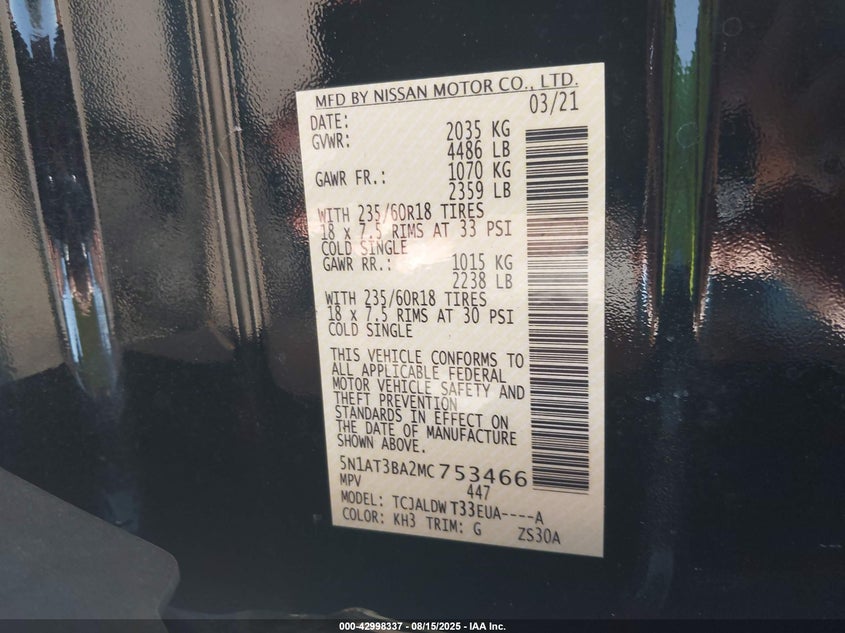 MFD BY NISSAN MOTOR CO., LTD.
DATE: 03/21
GVWR: 2035 KG
4486 LB
GAWR FR.: 1070 KG
2359 LB
WITH 235/60R18 TIRES
18 x 7.5 RIMS AT 33 PSI
COLD SINGLE
GAWR RR.: 1015 KG
2238 LB
WITH 235/60R18 TIRES
18 x 7.5 RIMS AT 30 PSI
COLD SINGLE
THIS VEHICLE CONFORMS TO
ALL APPLICABLE FEDERAL
MOTOR VEHICLE SAFETY AND
THEFT PREVENTION
STANDARDS IN EFFECT ON
THE DATE OF MANUFACTURE
SHOWN ABOVE.
5N1AT3BA2MC 753466
MPV 447
MODEL: TCJALDW T33EUA----A
COLOR: KH3 TRIM: G ZS30A
000-42998337 - 08/15/2025 - IAA Inc.